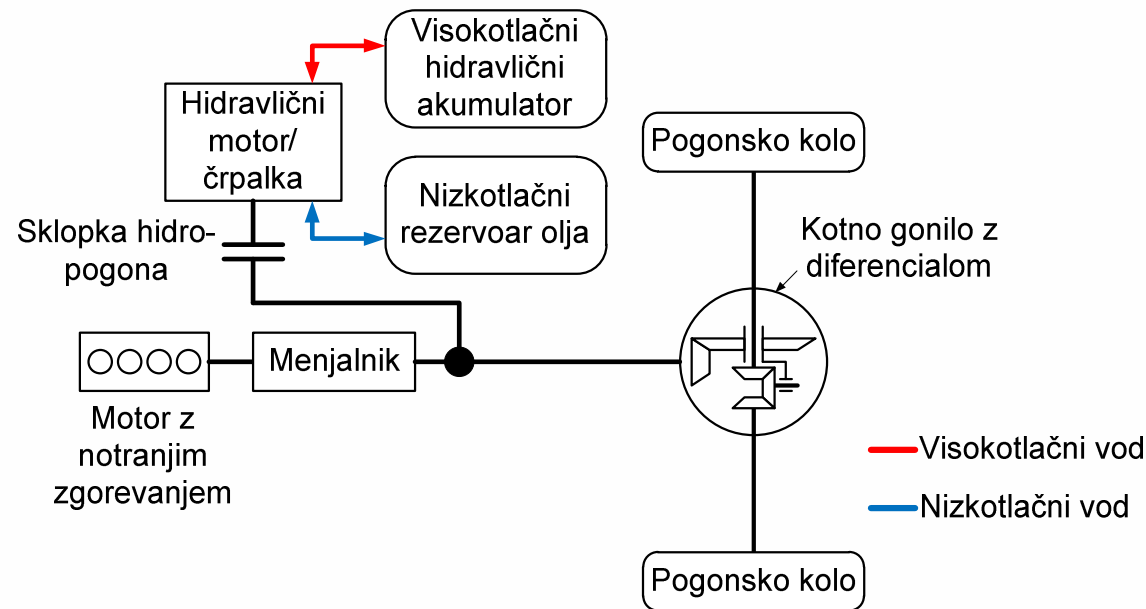 Visokotlačni
hidravlični
akumulator
Hidravlični
motor/
črpalka
Nizkotlačni
rezervoar olja
Sklopka hidro-
pogona
Pogonsko kolo
Kotno gonilo z
diferencialom
Menjalnik
Motor z
notranjim
zgorevanjem
Visokotlačni vod
Nizkotlačni vod
Pogonsko kolo